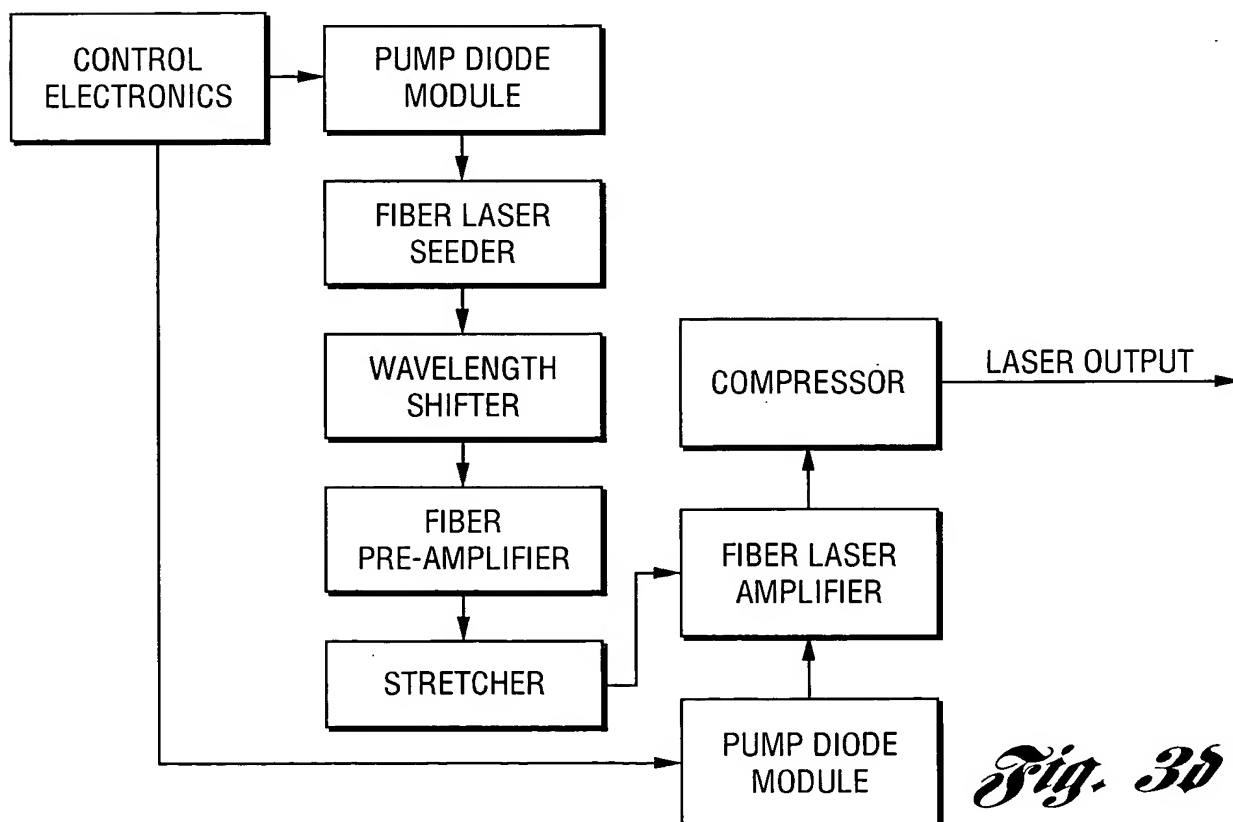 CONTROL
ELECTRONICS
PUMP DIODE
MODULE
FIBER LASER
SEEDER
WAVELENGTH
SHIFTER
FIBER
PRE-AMPLIFIER
STRETCHER
COMPRESSOR
LASER OUTPUT
FIBER LASER
AMPLIFIER
PUMP DIODE
MODULE
Fig. 3d